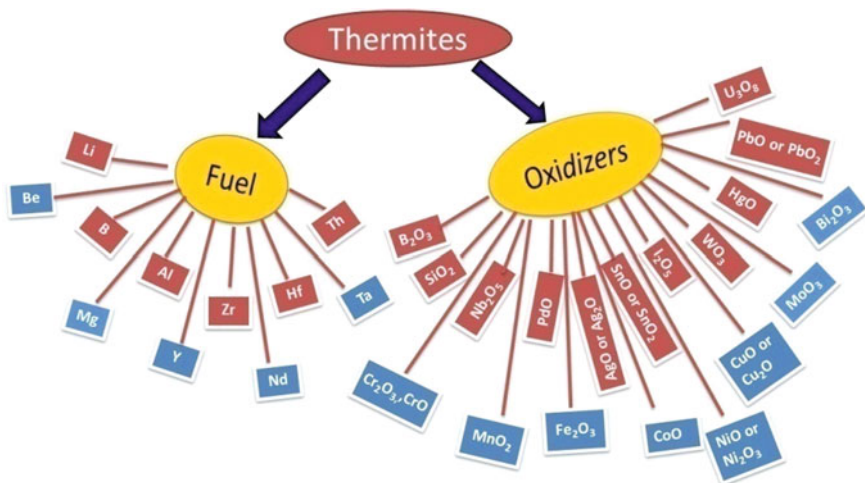 Thermites
Fuel
Oxidizers
Li
Be
B
Al
Mg
Y
Zr
Nd
Hf
Ta
Th
B₂O₃
SiO₂
Cr₂O₃,,CrO
Nb₂O₅
MnO₂
PdO
Fe₂O₃
AgO or Ag₂O
CoO
SnO or SnO₂
NiO or
Ni₂O₃
I₂O₅
CuO or
Cu₂O
WO₃
MoO₃
HgO
Bi₂O₃
PbO or PbO₂
U₃O₈